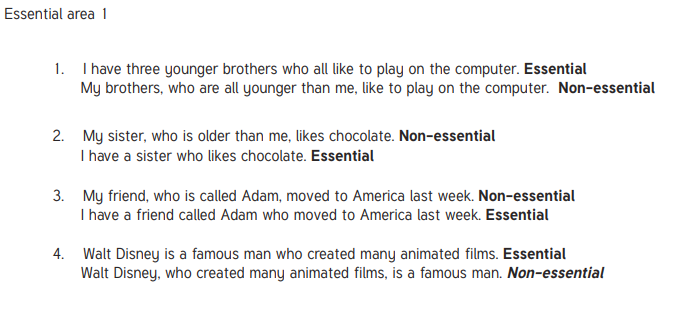 Essential area 1
1. I have three younger brothers who all like to play on the computer. Essential
My brothers, who are all younger than me, like to play on the computer. Non-essential
2. My sister, who is older than me, likes chocolate. Non-essential
I have a sister who likes chocolate. Essential
3. My friend, who is called Adam, moved to America last week. Non-essential
I have a friend called Adam who moved to America last week. Essential
4. Walt Disney is a famous man who created many animated films. Essential
Walt Disney, who created many animated films, is a famous man. Non-essential